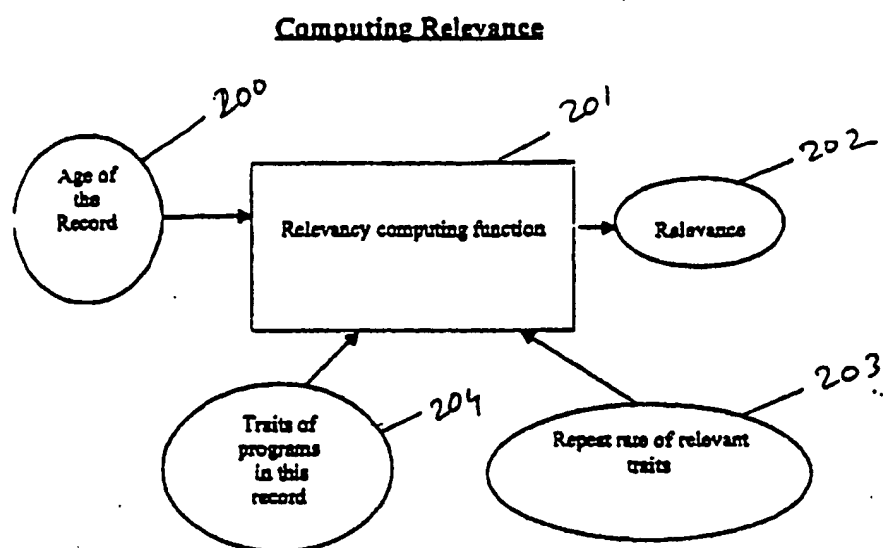 Computing Relevance
200
201
202
Age of
the
Record
Relevancy computing function
Relevance
204
203
Traits of
programs
in this
record
Repeat rate of relevant
traits